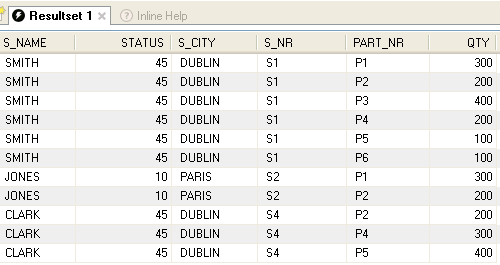 Resultset 1 Inline Help
S_NAME STATUS S_CITY S_NR PART_NR QTY
SMITH 45 DUBLIN S1 P1 300
SMITH 45 DUBLIN S1 P2 200
SMITH 45 DUBLIN S1 P3 400
SMITH 45 DUBLIN S1 P4 200
SMITH 45 DUBLIN S1 P5 100
SMITH 45 DUBLIN S1 P6 100
JONES 10 PARIS S2 P1 300
JONES 10 PARIS S2 P2 200
CLARK 45 DUBLIN S4 P2 200
CLARK 45 DUBLIN S4 P4 300
CLARK 45 DUBLIN S4 P5 400